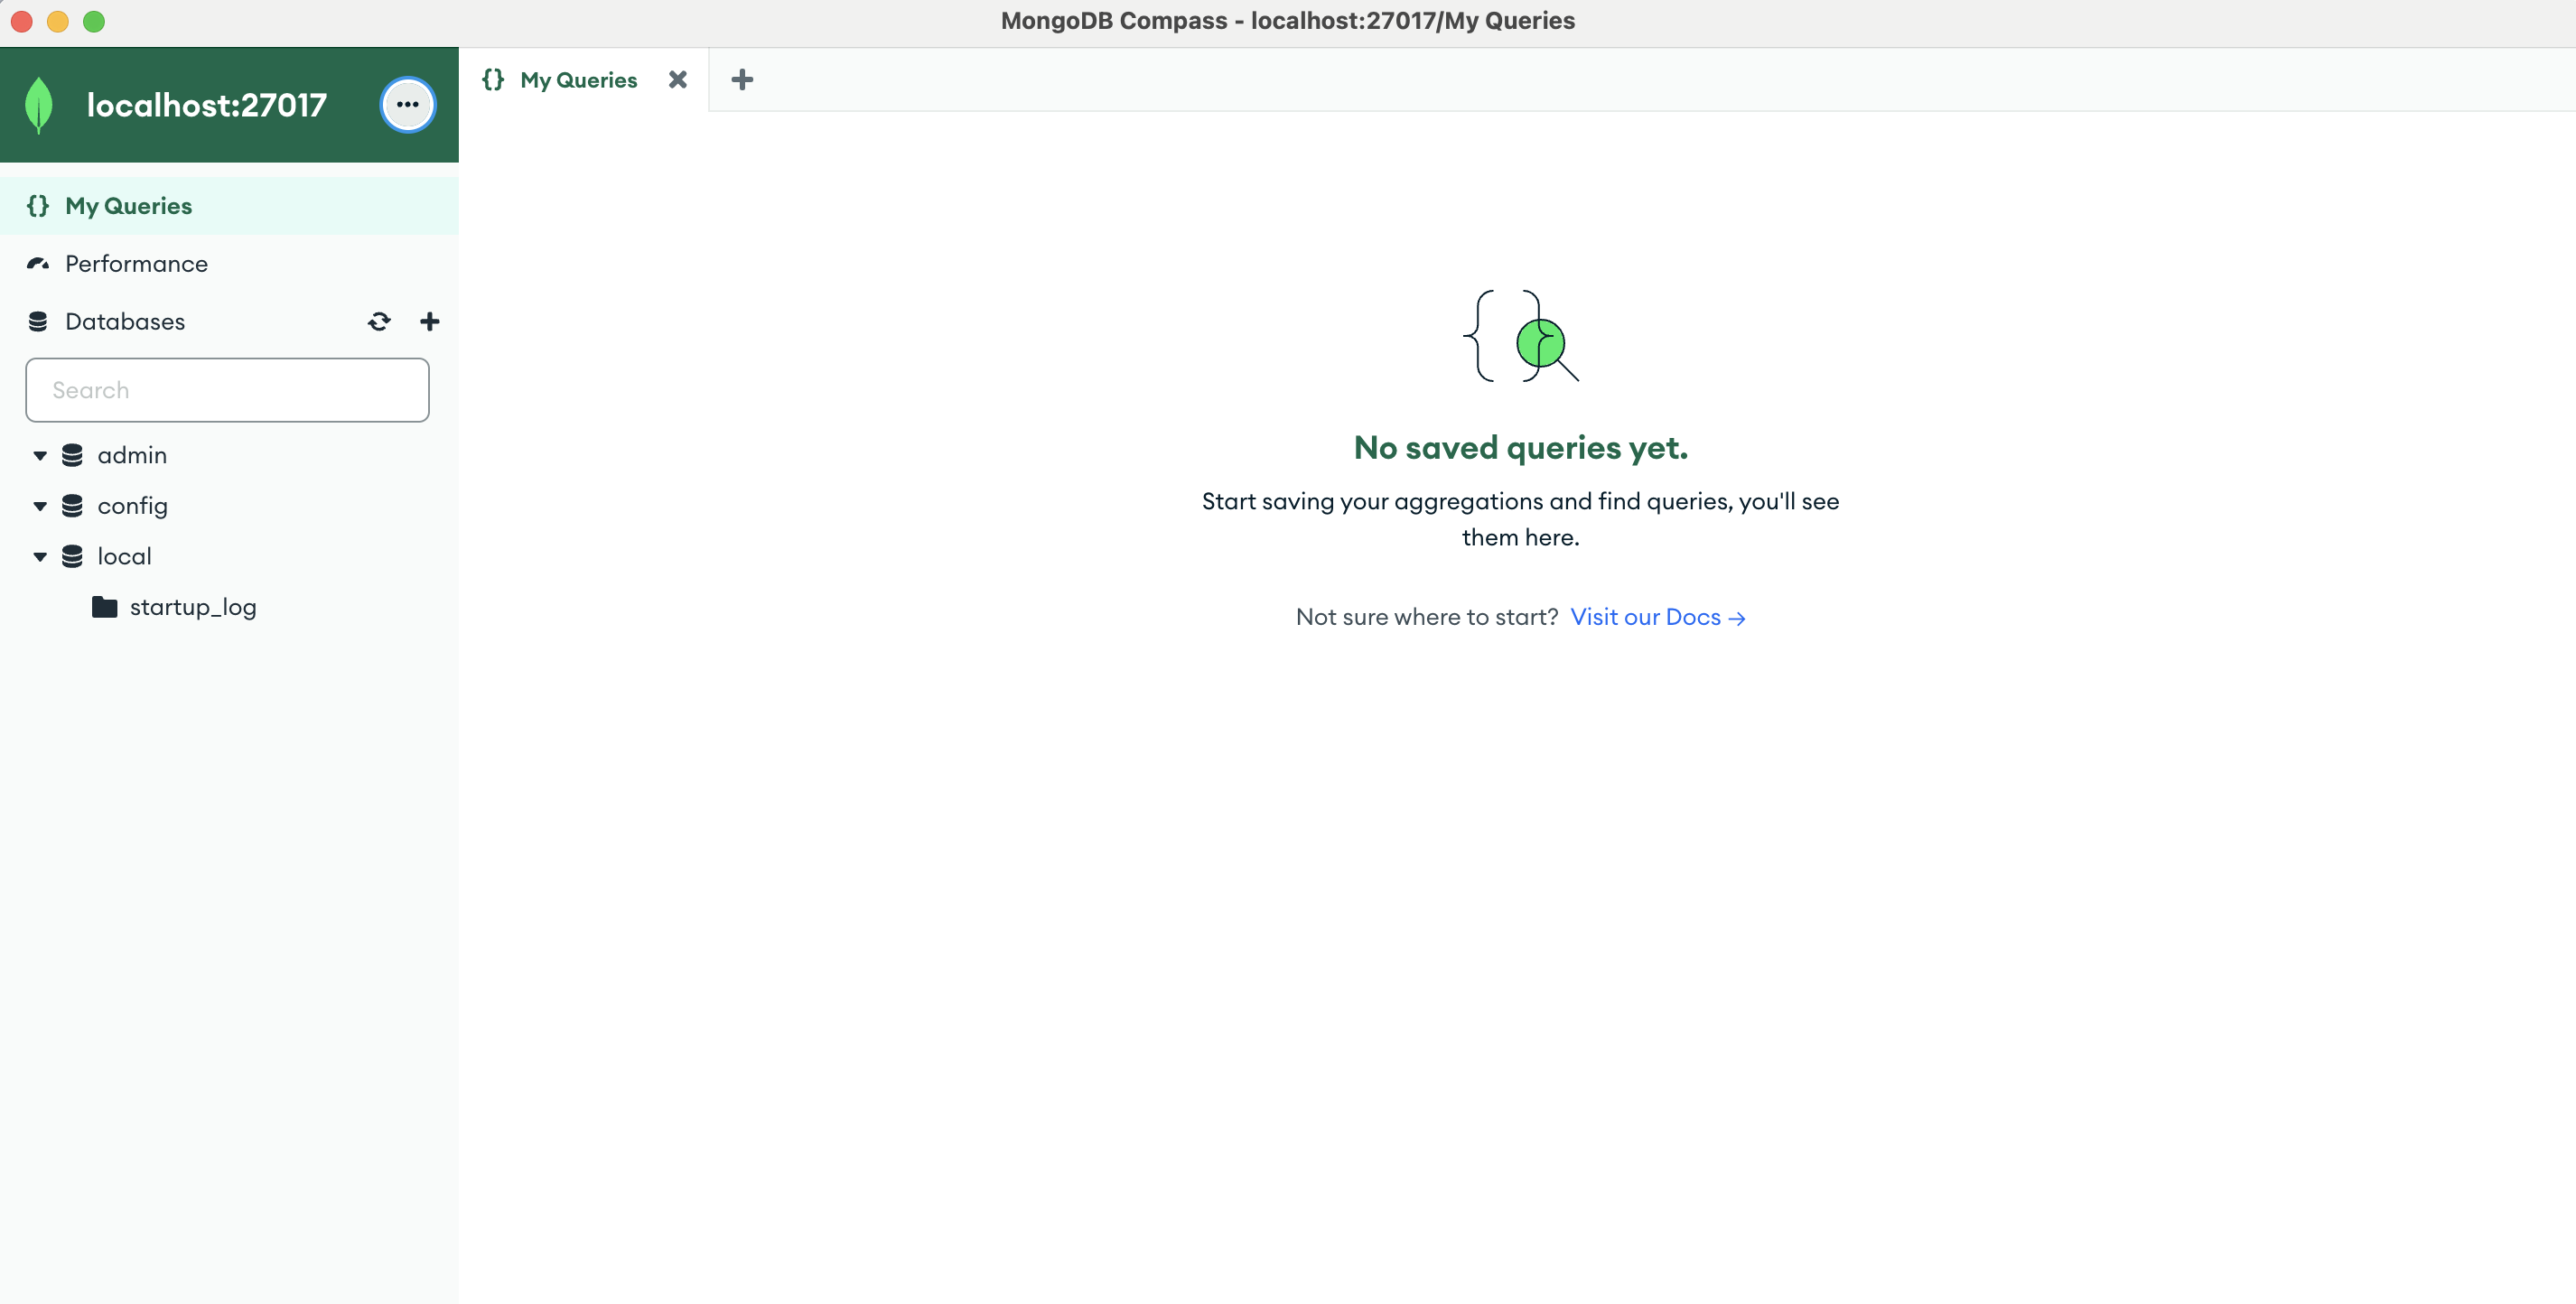 MongoDB Compass - localhost:27017/My Queries
localhost:27017
My Queries
My Queries
Performance
Databases
Search
admin
config
local
startup_log
No saved queries yet.
Start saving your aggregations and find queries, you'll see
them here.
Not sure where to start? Visit our Docs →